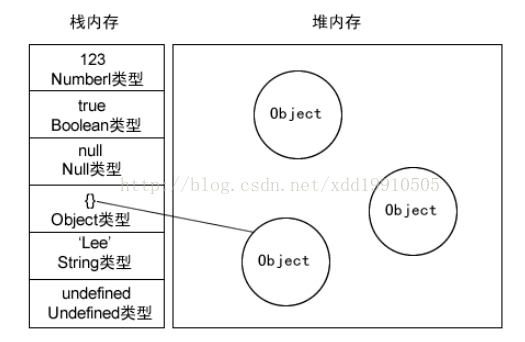 栈内存
堆内存
123
Numberl类型
true
Boolean类型
null
Null类型
{}
Object类型
'Lee'
String类型
undefined
Undefined类型
Object
Object
Object
http://blog.csdn.net/xdd19910505